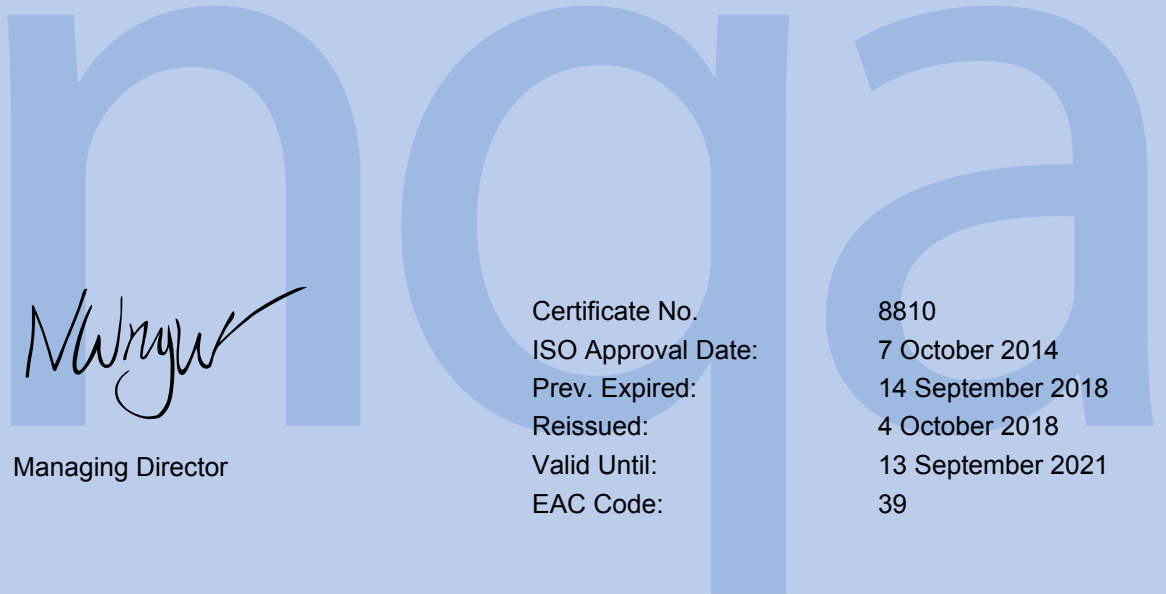 nqa
Certificate No. 8810
ISO Approval Date: 7 October 2014
Prev. Expired: 14 September 2018
Reissued: 4 October 2018
Valid Until: 13 September 2021
EAC Code: 39
Managing Director